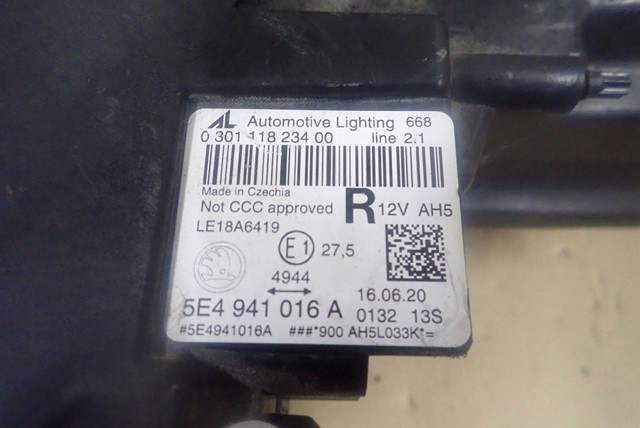 AL Automotive Lighting 668
0 301 118 234 00 line 2.1
Made in Czechia
Not CCC approved R 12V AH5
LE18A6419
E1 27,5
4944
16.06.20
5E4 941 016 A 0132 13S
#5E4941016A ###*900 AH5L033K*=